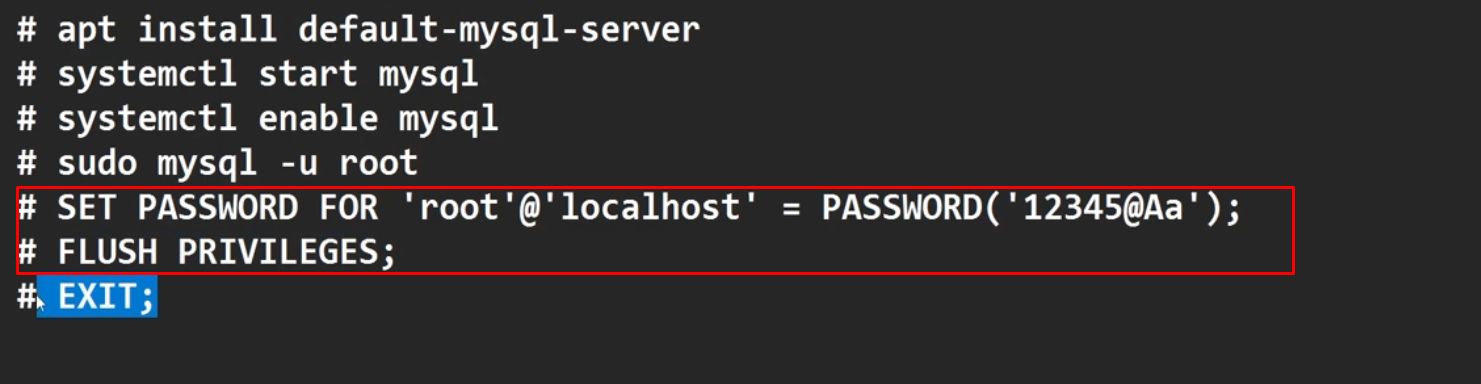 # apt install default-mysql-server
# systemctl start mysql
# systemctl enable mysql
# sudo mysql -u root
# SET PASSWORD FOR 'root'@'localhost' = PASSWORD('12345@Aa');
# FLUSH PRIVILEGES;
# EXIT;